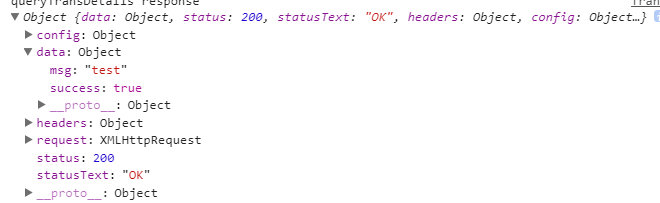 queryTransDetails response
▼Object {data: Object, status: 200, statusText: "OK", headers: Object, config: Object…}
▶config: Object
▼data: Object
msg: "test"
success: true
▶__proto__: Object
▶headers: Object
▶request: XMLHttpRequest
status: 200
statusText: "OK"
▶__proto__: Object